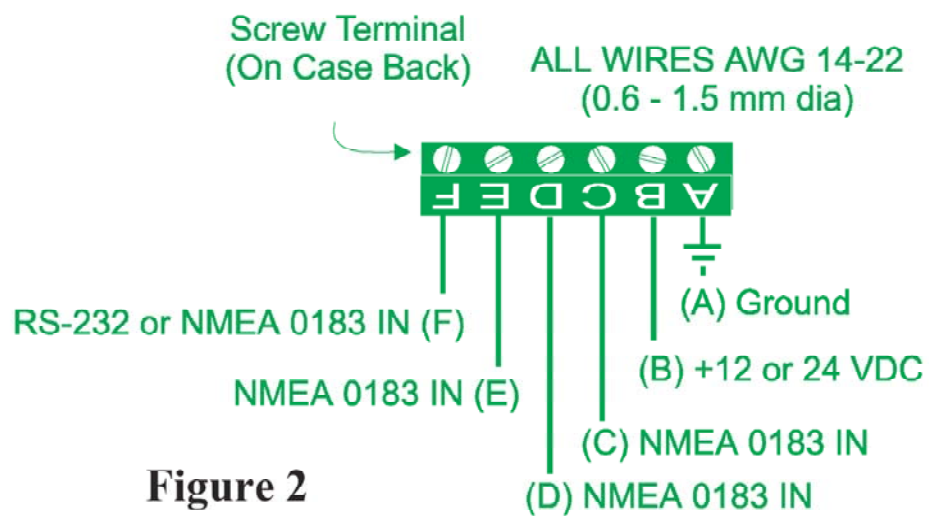 Screw Terminal
(On Case Back)
ALL WIRES AWG 14-22
(0.6 - 1.5 mm dia)
F E D C B A
(A) Ground
RS-232 or NMEA 0183 IN (F)
(B) +12 or 24 VDC
NMEA 0183 IN (E)
(C) NMEA 0183 IN
(D) NMEA 0183 IN
Figure 2